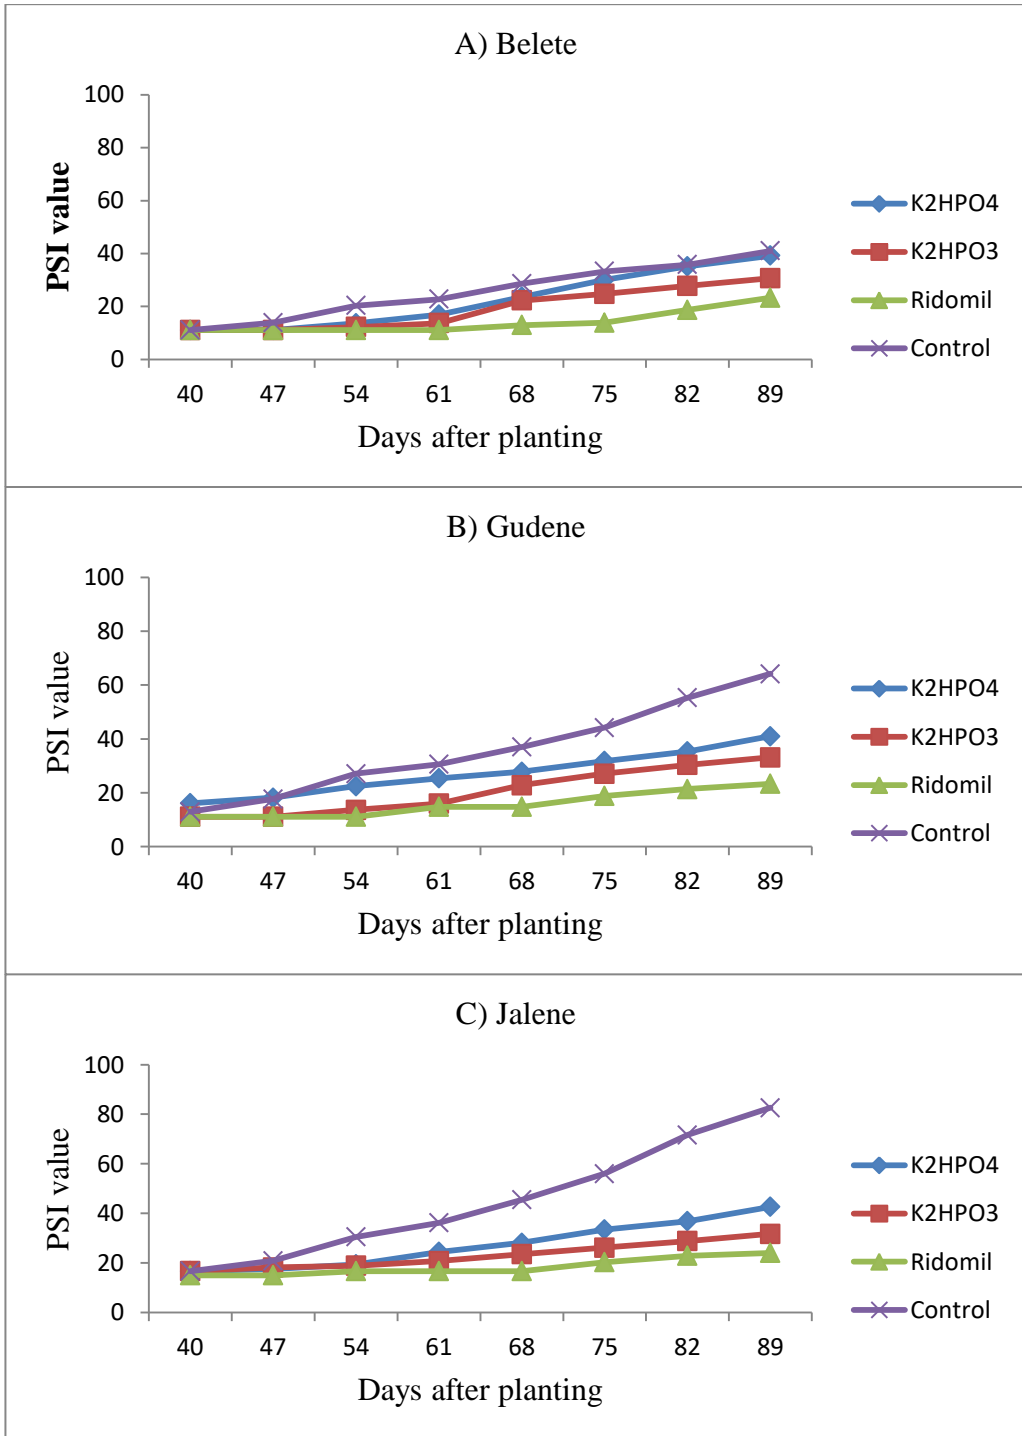 A) Belete
100
80
60
40
20
0
PSI value
40 47 54 61 68 75 82 89
Days after planting
K2HPO4
K2HPO3
Ridomil
Control
B) Gudene
100
80
60
40
20
0
PSI value
40 47 54 61 68 75 82 89
Days after planting
K2HPO4
K2HPO3
Ridomil
Control
C) Jalene
100
80
60
40
20
0
PSI value
40 47 54 61 68 75 82 89
Days after planting
K2HPO4
K2HPO3
Ridomil
Control